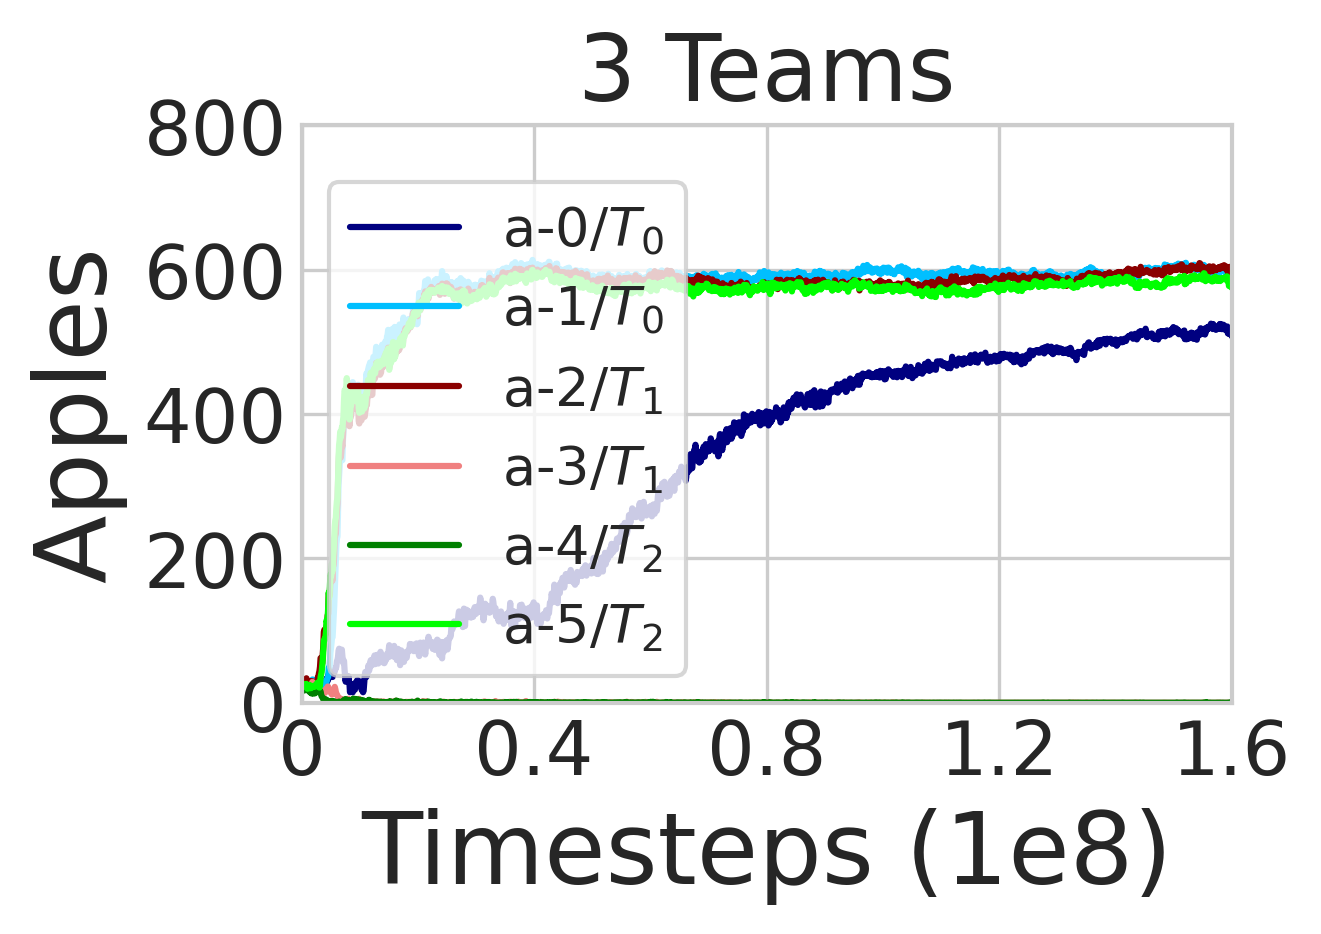 3 Teams
800
600
400
200
0
Apples
a-0/T₀
a-1/T₀
a-2/T₁
a-3/T₁
a-4/T₂
a-5/T₂
0 0.4 0.8 1.2 1.6
Timesteps (1e8)